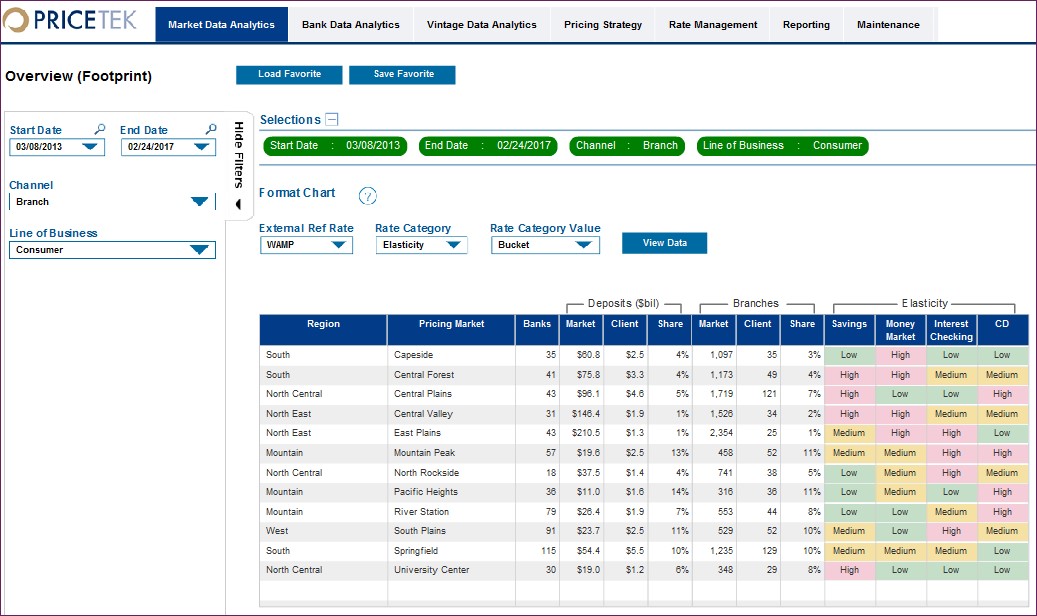 PRICETEK
Market Data Analytics Bank Data Analytics Vintage Data Analytics Pricing Strategy Rate Management Reporting Maintenance
Overview (Footprint) Load Favorite Save Favorite
Start Date End Date
03/08/2013 02/24/2017
Channel
Branch
Line of Business
Consumer
Hide Filters
Selections
Start Date : 03/08/2013 End Date : 02/24/2017 Channel : Branch Line of Business : Consumer
Format Chart ?
External Ref Rate Rate Category Rate Category Value
WAMP Elasticity Bucket View Data
Deposits ($bil) Branches Elasticity
Region Pricing Market Banks Market Client Share Market Client Share Savings Money Market Interest Checking CD
South Capeside 35 $60.8 $2.5 4% 1,097 35 3% Low High Low Low
South Central Forest 41 $75.8 $3.3 4% 1,173 49 4% High High Medium Medium
North Central Central Plains 43 $96.1 $4.6 5% 1,719 121 7% High Low Low High
North East Central Valley 31 $146.4 $1.9 1% 1,526 34 2% High High Medium Medium
North East East Plains 43 $210.5 $1.3 1% 2,354 25 1% Medium High High Low
Mountain Mountain Peak 57 $19.6 $2.5 13% 458 52 11% Medium Medium High High
North Central North Rockside 18 $37.5 $1.4 4% 741 38 5% Low Medium High Medium
Mountain Pacific Heights 36 $11.0 $1.6 14% 316 36 11% Low Medium Low High
Mountain River Station 79 $26.4 $1.9 7% 553 44 8% Low Low Medium High
West South Plains 91 $23.7 $2.5 11% 529 52 10% Medium Low High Medium
South Springfield 115 $54.4 $5.5 10% 1,235 129 10% Medium Medium Medium Low
North Central University Center 30 $19.0 $1.2 6% 348 29 8% High Low Low Low